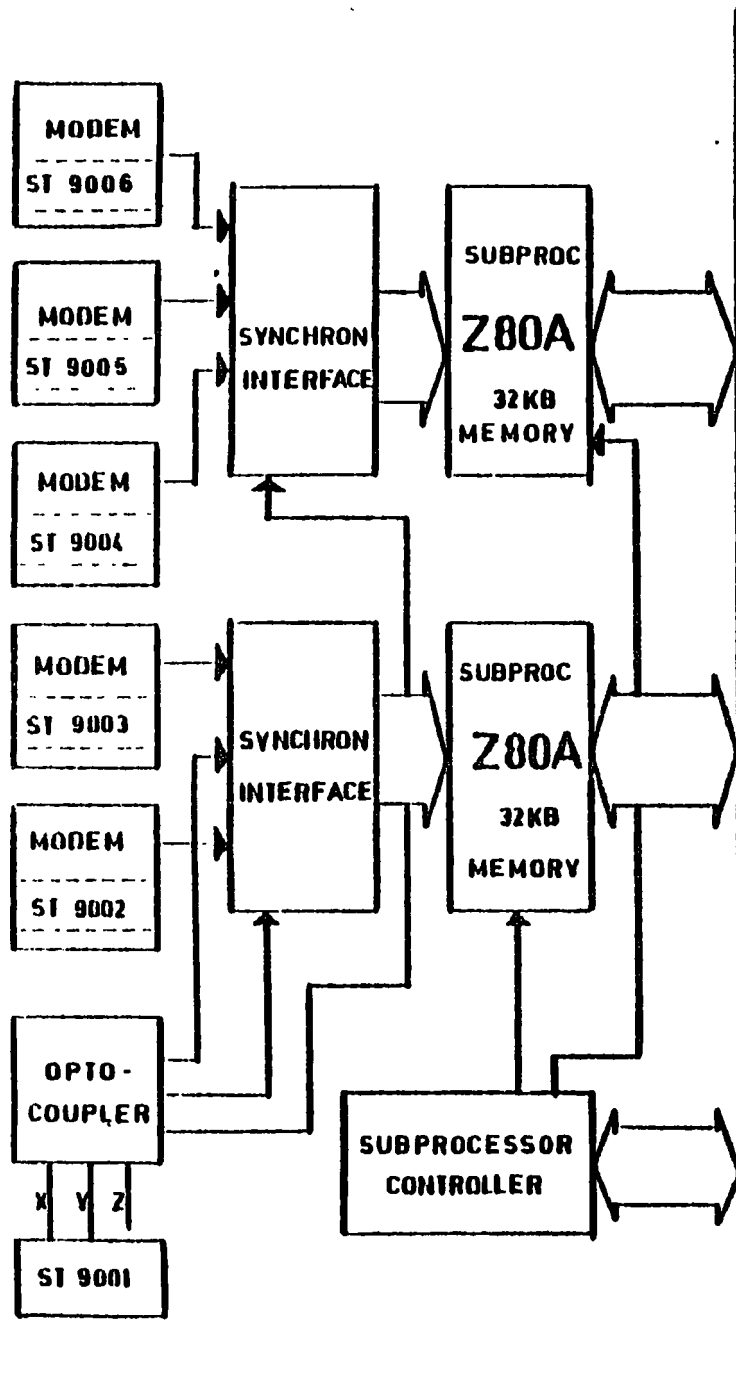 MODEM
ST 9006
MODEM
ST 9005
MODEM
ST 9004
MODEM
ST 9003
MODEM
ST 9002
OPTO-
COUPLER
X Y Z
ST 9001
SYNCHRON
INTERFACE
SYNCHRON
INTERFACE
SUBPROC
Z80A
32KB
MEMORY
SUBPROC
Z80A
32KB
MEMORY
SUBPROCESSOR
CONTROLLER